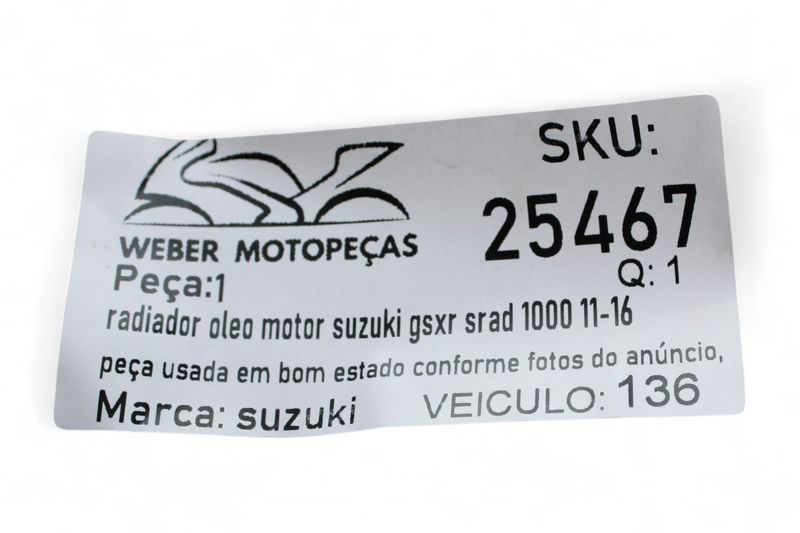 WEBER MOTOPEÇAS
SKU:
25467
Peça:1
Q: 1
radiador oleo motor suzuki gsxr srad 1000 11-16
peça usada em bom estado conforme fotos do anúncio,
Marca: suzuki
VEICULO: 136